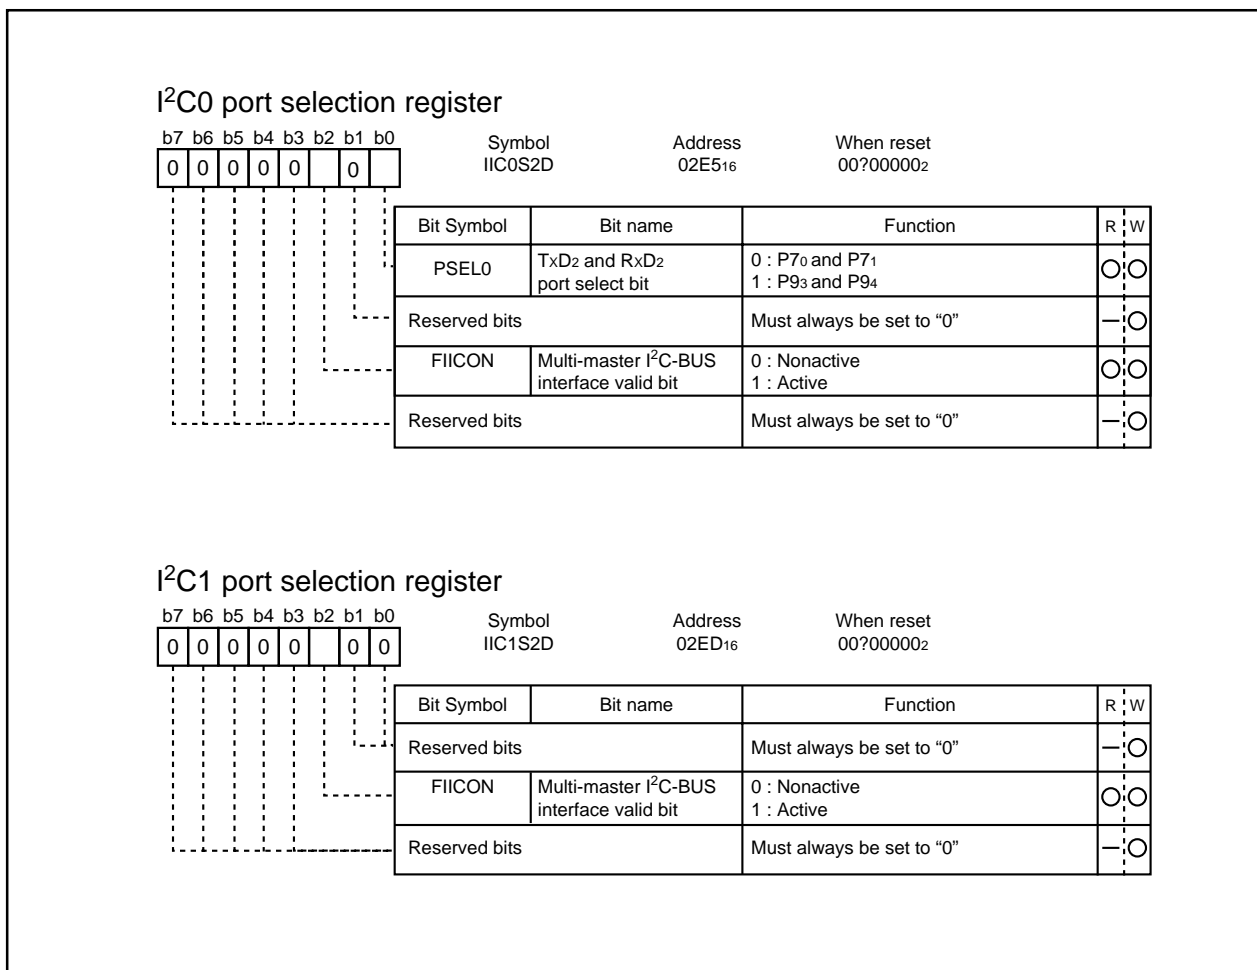 I²C0 port selection register
b7 b6 b5 b4 b3 b2 b1 b0
Symbol Address When reset
0 0 0 0 0 0
IIC0S2D 02E5₁₆ 00?00000₂
Bit Symbol Bit name Function R W
PSEL0 TxD₂ and RxD₂ port select bit 0 : P7₀ and P7₁
1 : P9₃ and P9₄
Reserved bits Must always be set to “0” —
FIICON Multi-master I²C-BUS interface valid bit 0 : Nonactive
1 : Active
Reserved bits Must always be set to “0” —
I²C1 port selection register
b7 b6 b5 b4 b3 b2 b1 b0
Symbol Address When reset
0 0 0 0 0 0 0
IIC1S2D 02ED₁₆ 00?00000₂
Bit Symbol Bit name Function R W
Reserved bits Must always be set to “0” —
FIICON Multi-master I²C-BUS interface valid bit 0 : Nonactive
1 : Active
Reserved bits Must always be set to “0” —